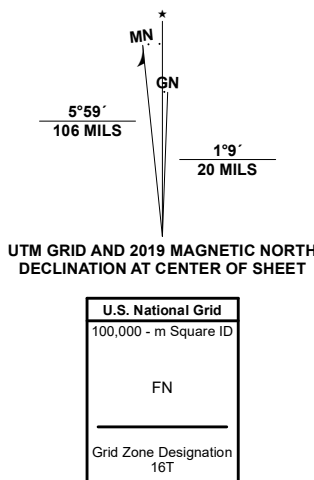 ★
MN
GN
5°59´
106 MILS
1°9´
20 MILS
UTM GRID AND 2019 MAGNETIC NORTH
DECLINATION AT CENTER OF SHEET
U.S. National Grid
100,000 - m Square ID
FN
Grid Zone Designation
16T